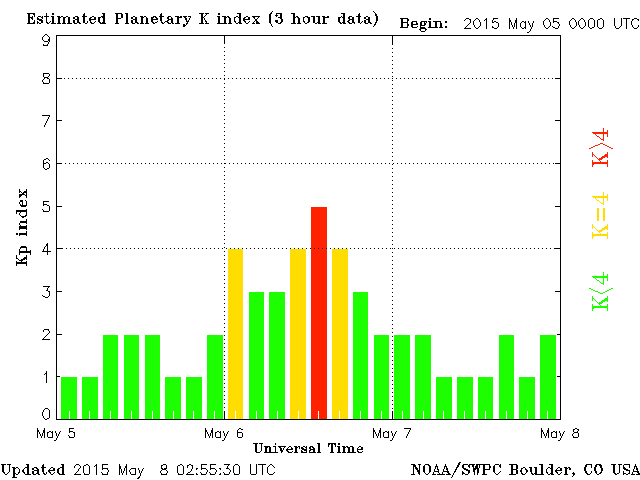 Estimated Planetary K index (3 hour data) Begin: 2015 May 05 0000 UTC
9
8
7
6
5
4
3
2
1
0
Kp index
K>4
K=4
K<4
May 5 May 6 May 7 May 8
Universal Time
Updated 2015 May 8 02:55:30 UTC NOAA/SWPC Boulder, CO USA